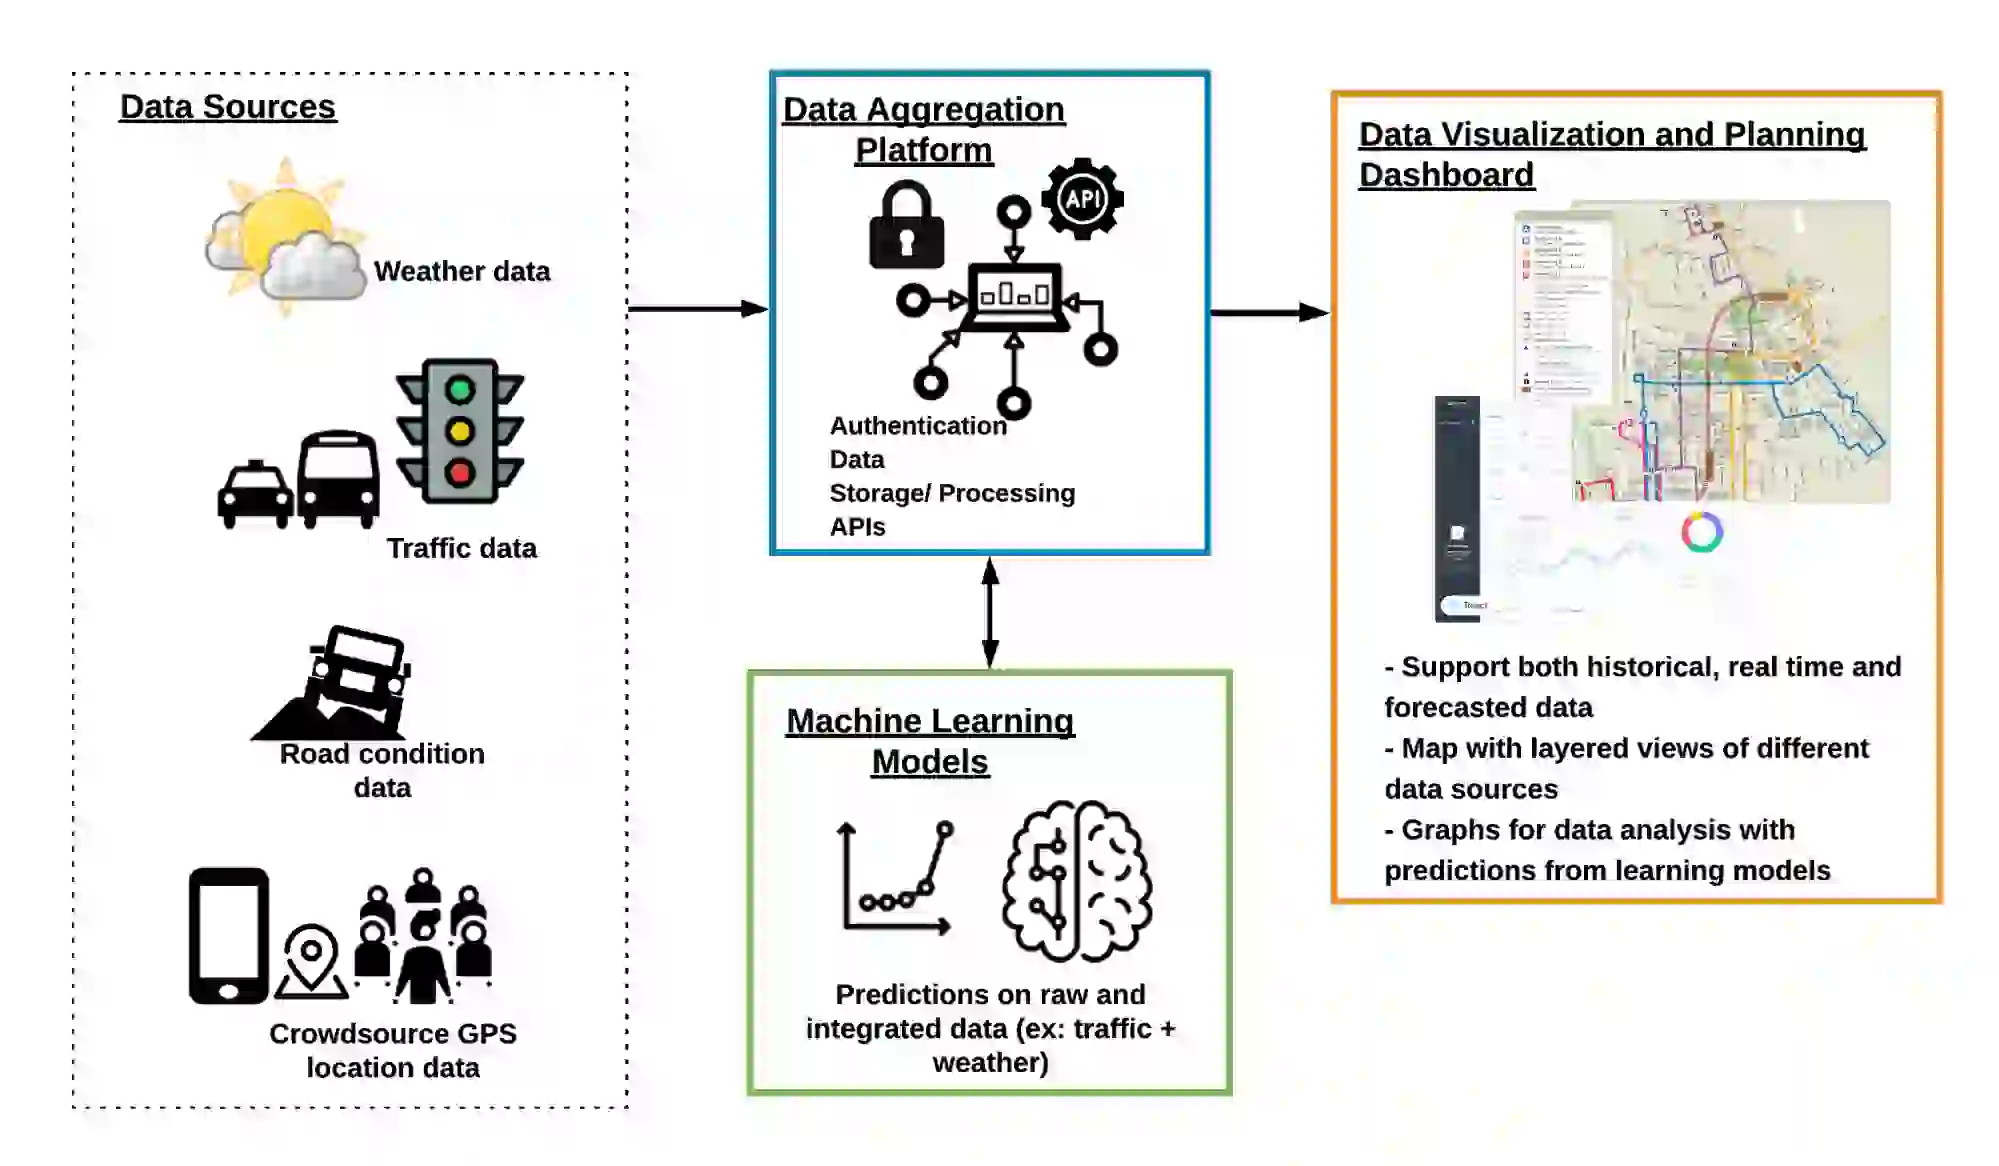 Data Sources
Weather data
Traffic data
Road condition
data
Crowdsource GPS
location data
Data Aggregation
Platform
API
Authentication
Data
Storage/ Processing
APIs
Machine Learning
Models
Predictions on raw and
integrated data (ex: traffic +
weather)
Data Visualization and Planning
Dashboard
- Support both historical, real time and
forecasted data
- Map with layered views of different
data sources
- Graphs for data analysis with
predictions from learning models